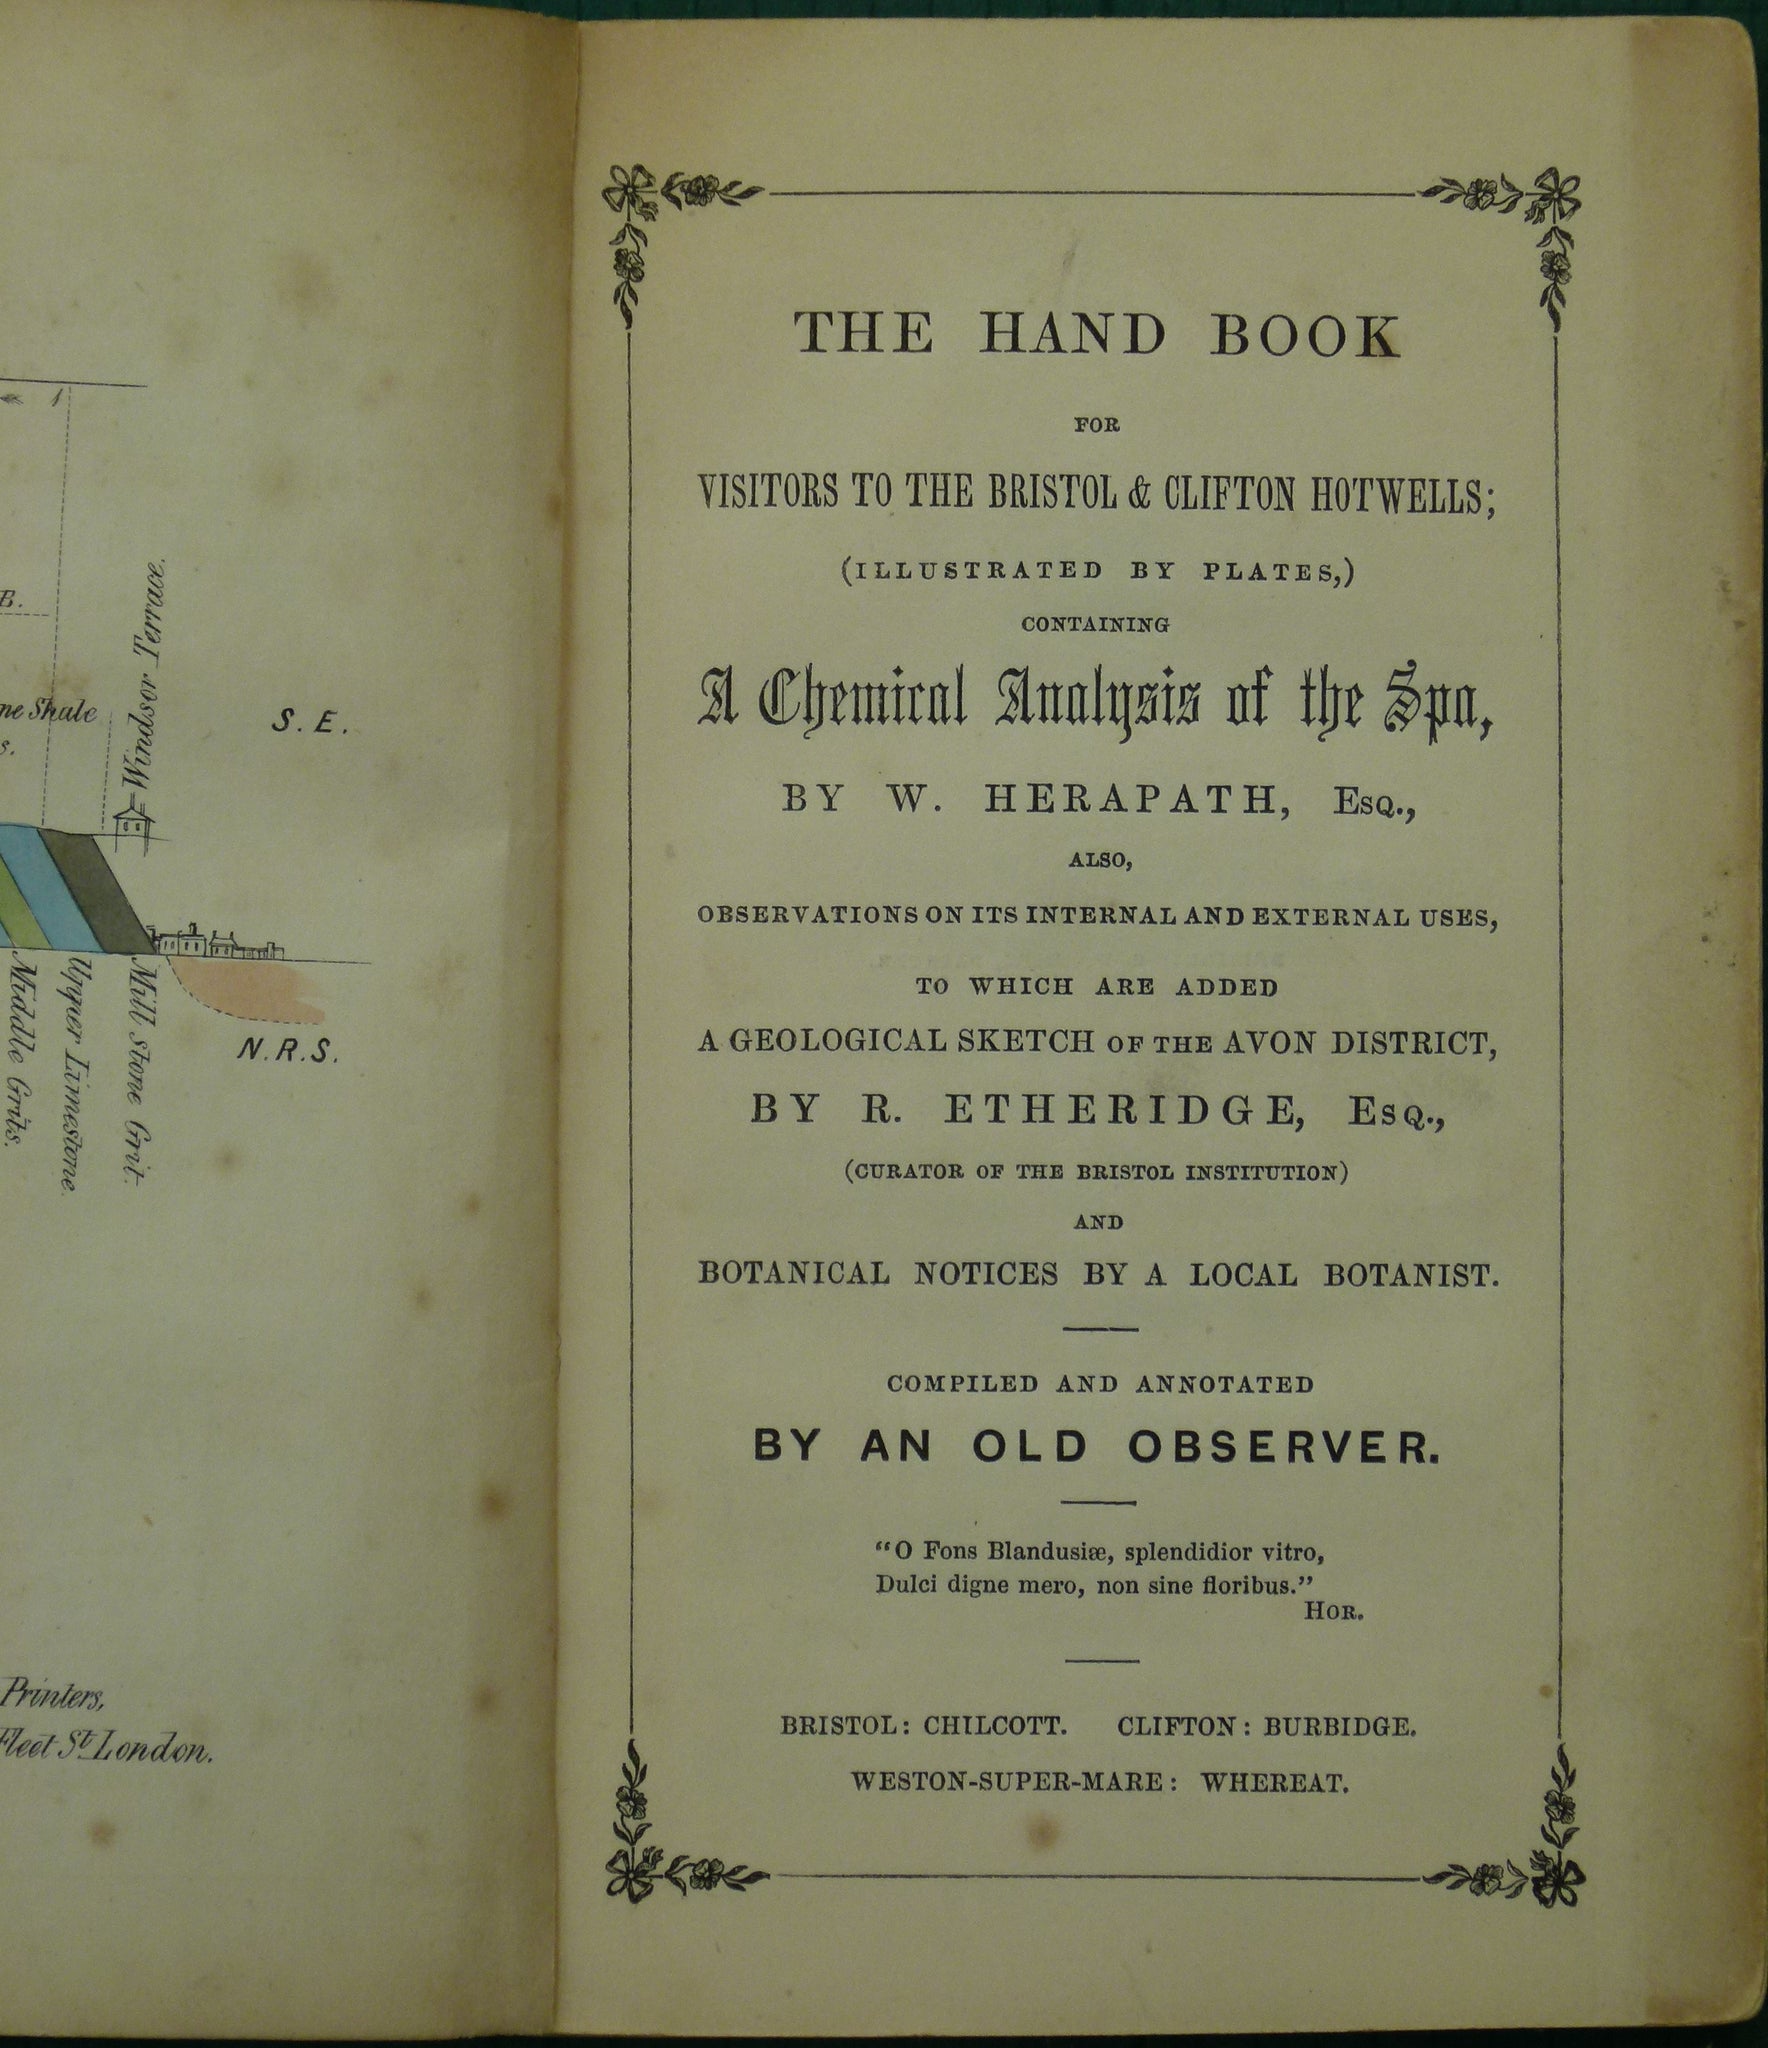 1
B.
ne Shale
s.
Windsor Terrace.
S. E.
Middle Grits.
Upper Limestone.
Mill stone Grit.
N. R. S.
Printers,
Fleet St London.
THE HAND BOOK
FOR
VISITORS TO THE BRISTOL & CLIFTON HOTWELLS;
(ILLUSTRATED BY PLATES,)
CONTAINING
A Chemical Analysis of the Spa,
BY W. HERAPATH, Esq.,
ALSO,
OBSERVATIONS ON ITS INTERNAL AND EXTERNAL USES,
TO WHICH ARE ADDED
A GEOLOGICAL SKETCH OF THE AVON DISTRICT,
BY R. ETHERIDGE, Esq.,
(CURATOR OF THE BRISTOL INSTITUTION)
AND
BOTANICAL NOTICES BY A LOCAL BOTANIST.
COMPILED AND ANNOTATED
BY AN OLD OBSERVER.
“O Fons Blandusiæ, splendidior vitro,
Dulci digne mero, non sine floribus.”
HOR.
BRISTOL: CHILCOTT. CLIFTON: BURBIDGE.
WESTON-SUPER-MARE: WHEREAT.